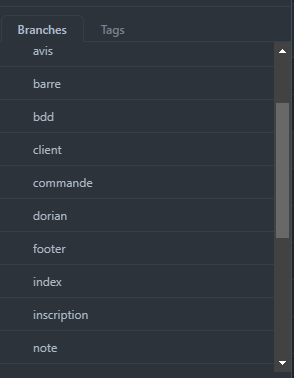 Branches Tags
avis
barre
bdd
client
commande
dorian
footer
index
inscription
note